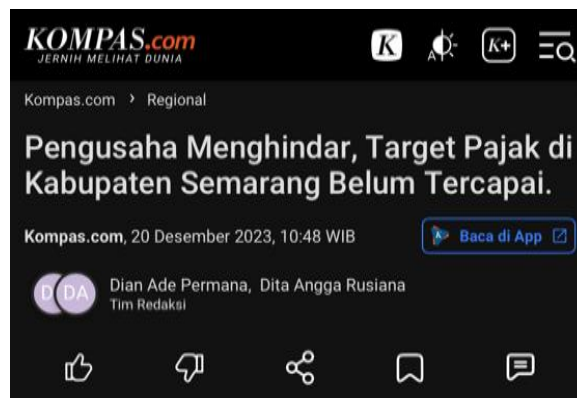 KOMPAS.com
JERNIH MELIHAT DUNIA
K
A
K+
Kompas.com › Regional
Pengusaha Menghindar, Target Pajak di
Kabupaten Semarang Belum Tercapai.
Kompas.com, 20 Desember 2023, 10:48 WIB
Baca di App
D DA
Dian Ade Permana, Dita Angga Rusiana
Tim Redaksi